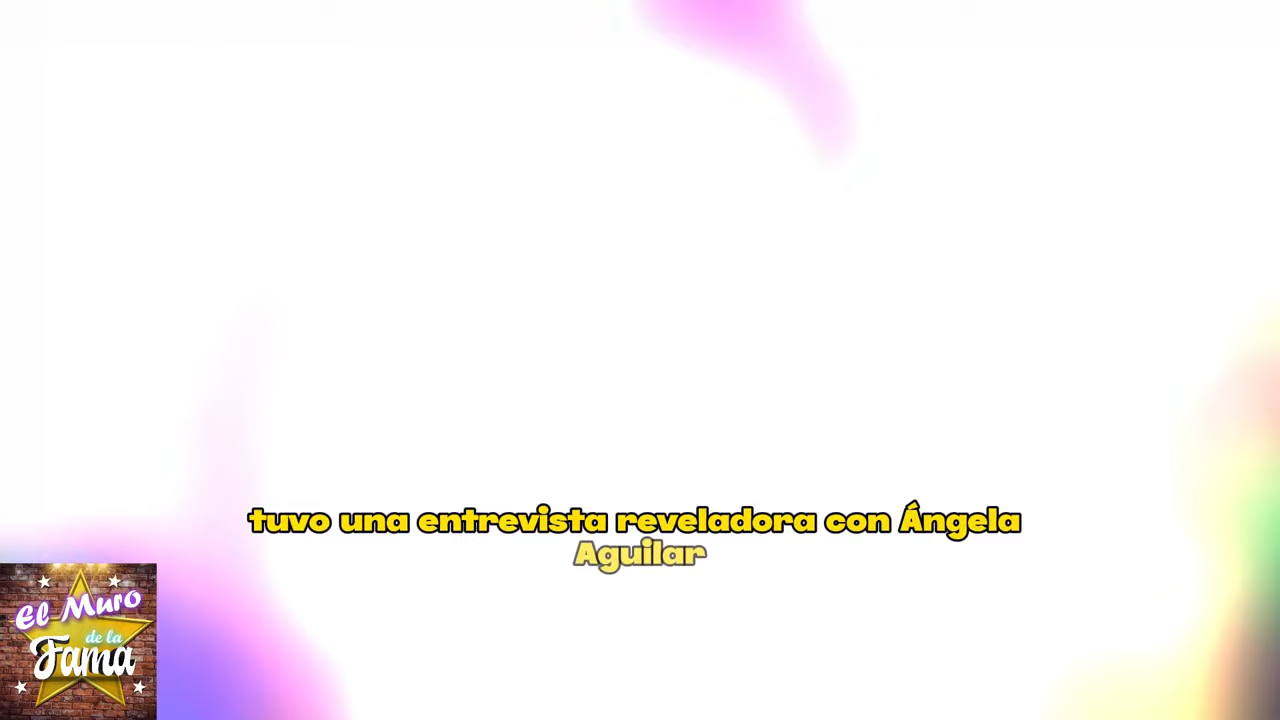 tuvo una entrevista reveladora con Ángela
Aguilar
El Muro
de la
Fama